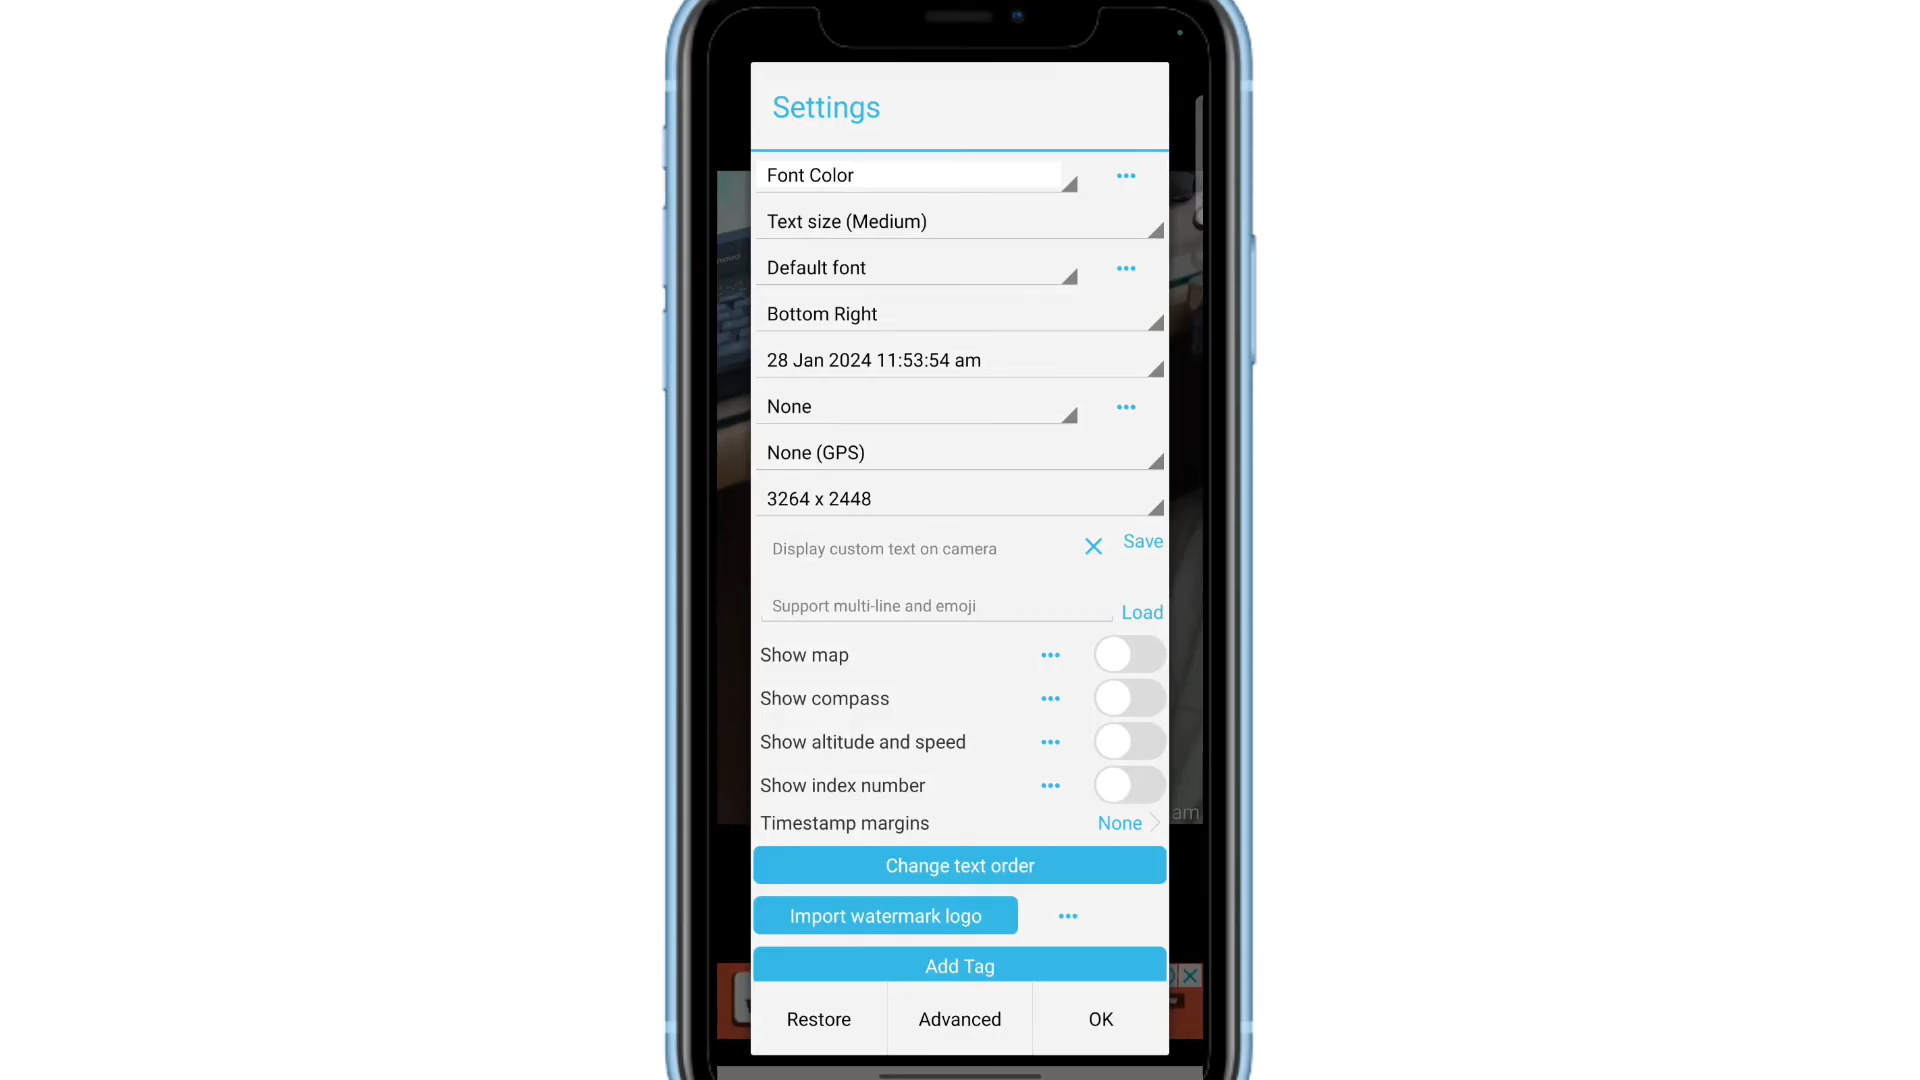 Settings
Font Color
Text size (Medium)
Default font
Bottom Right
28 Jan 2024 11:53:54 am
None
None (GPS)
3264 x 2448
Display custom text on camera
Save
Support multi-line and emoji
Load
Show map
Show compass
Show altitude and speed
Show index number
am
Timestamp margins None
Change text order
Import watermark logo
Add Tag
Restore Advanced OK